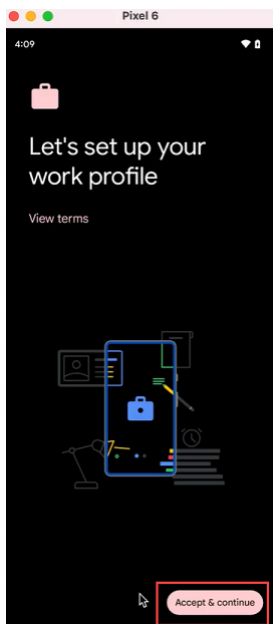 Pixel 6
4:09
Let's set up your
work profile
View terms
Accept & continue